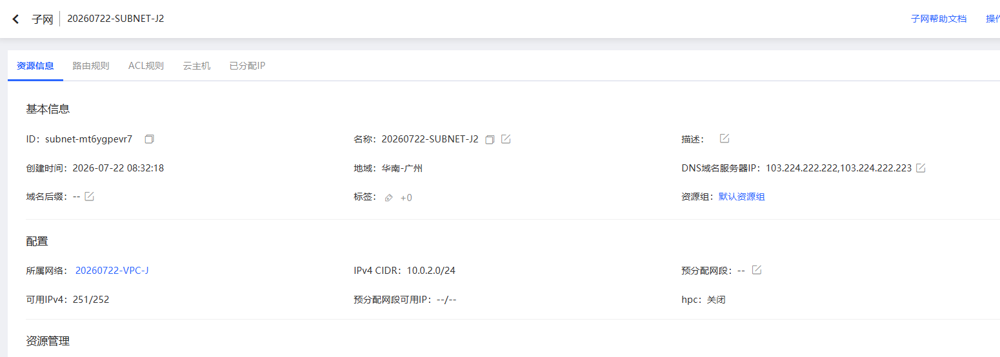 子网 20260722-SUBNET-J2 子网帮助文档 操作
资源信息 路由规则 ACL规则 云主机 已分配IP
基本信息
ID：subnet-mt6ygpevr7 名称：20260722-SUBNET-J2 描述：
创建时间：2026-07-22 08:32:18 地域：华南-广州 DNS域名服务器IP：103.224.222.222,103.224.222.223
域名后缀：-- 标签： +0 资源组：默认资源组
配置
所属网络：20260722-VPC-J IPv4 CIDR：10.0.2.0/24 预分配网段：--
可用IPv4：251/252 预分配网段可用IP：--/-- hpc：关闭
资源管理